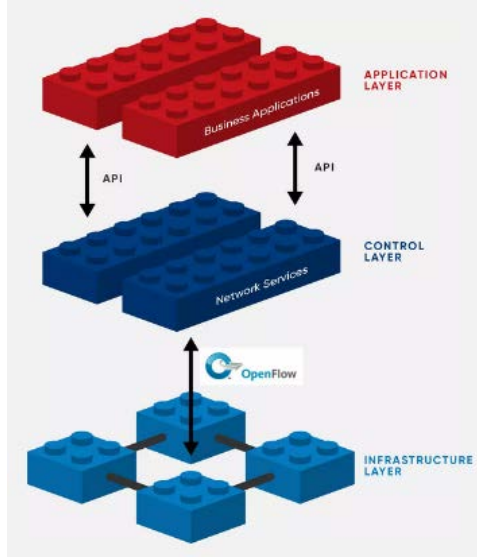 APPLICATION
LAYER
Business Applications
API
API
CONTROL
LAYER
Network Services
OpenFlow
INFRASTRUCTURE
LAYER